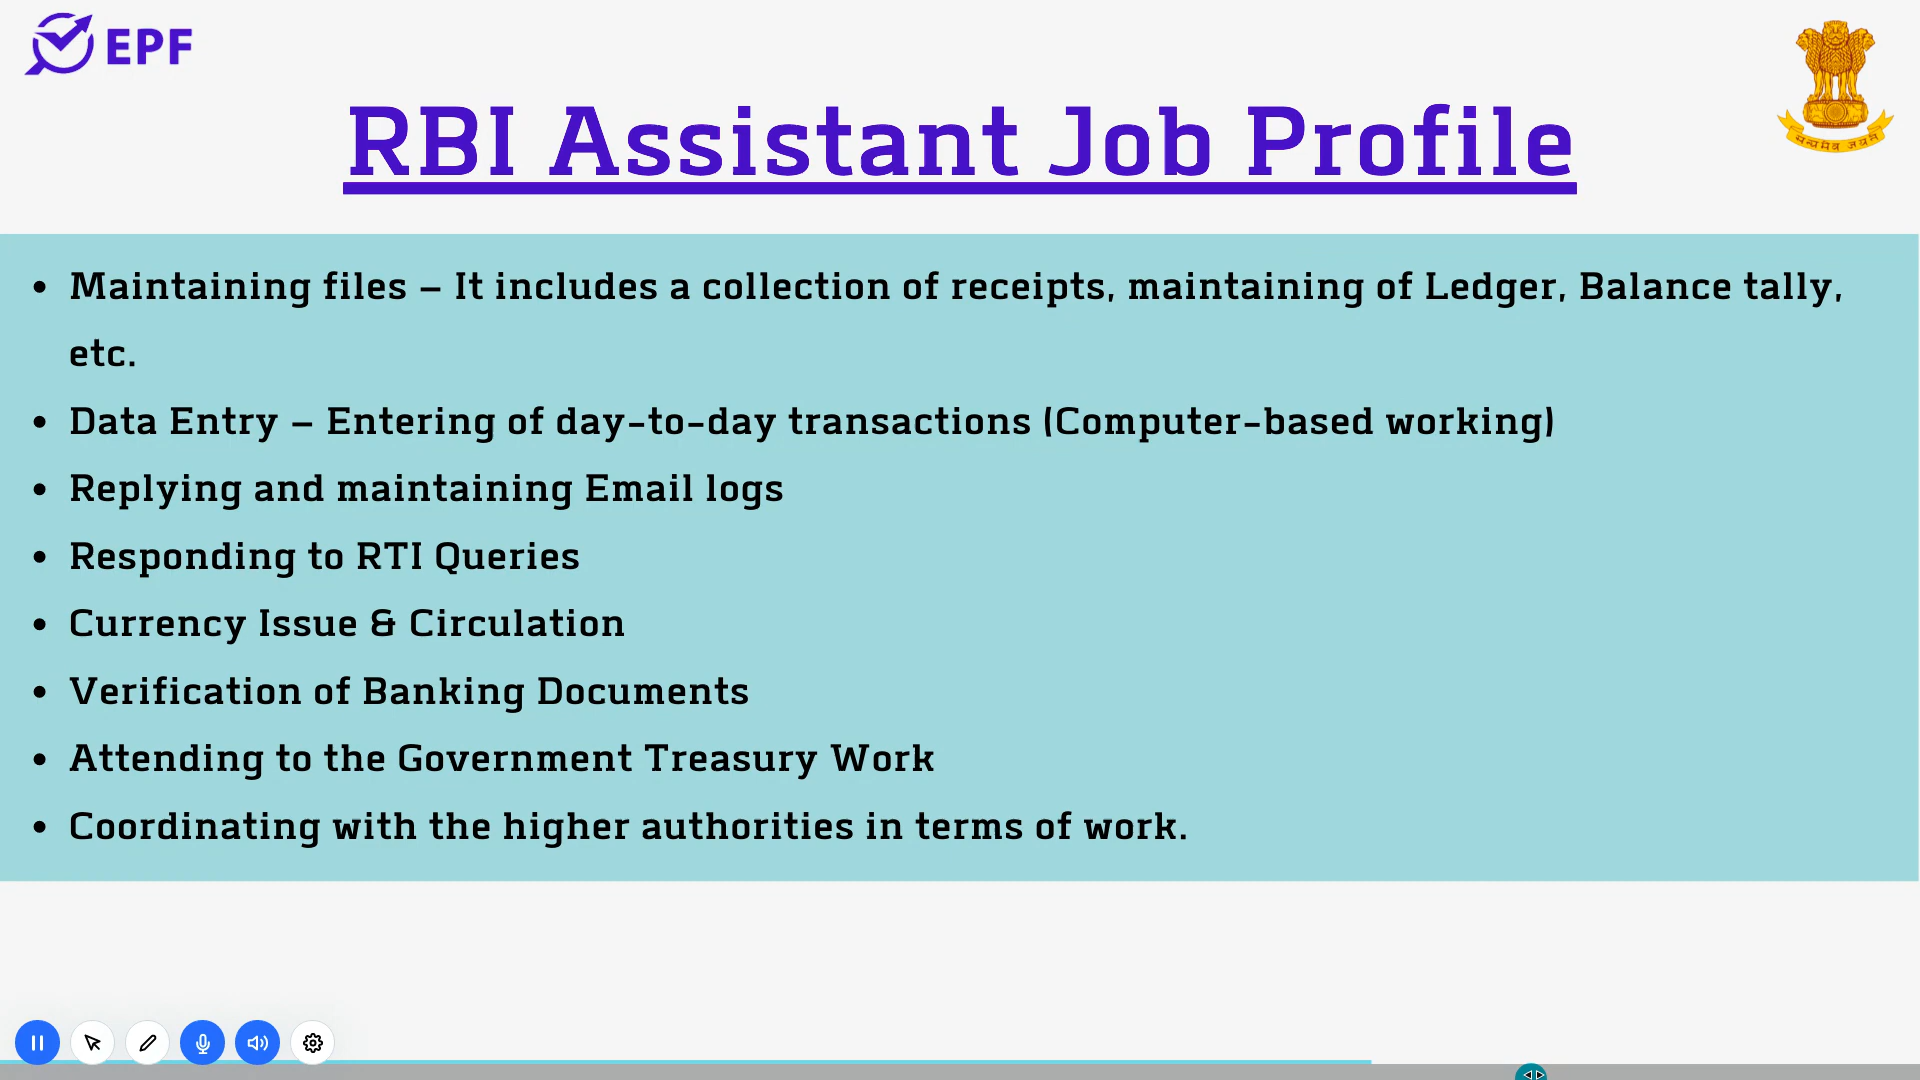 EPF
RBI Assistant Job Profile
सत्यमेव जयते
• Maintaining files – It includes a collection of receipts, maintaining of Ledger, Balance tally,
etc.
• Data Entry – Entering of day-to-day transactions (Computer-based working)
• Replying and maintaining Email logs
• Responding to RTI Queries
• Currency Issue & Circulation
• Verification of Banking Documents
• Attending to the Government Treasury Work
• Coordinating with the higher authorities in terms of work.